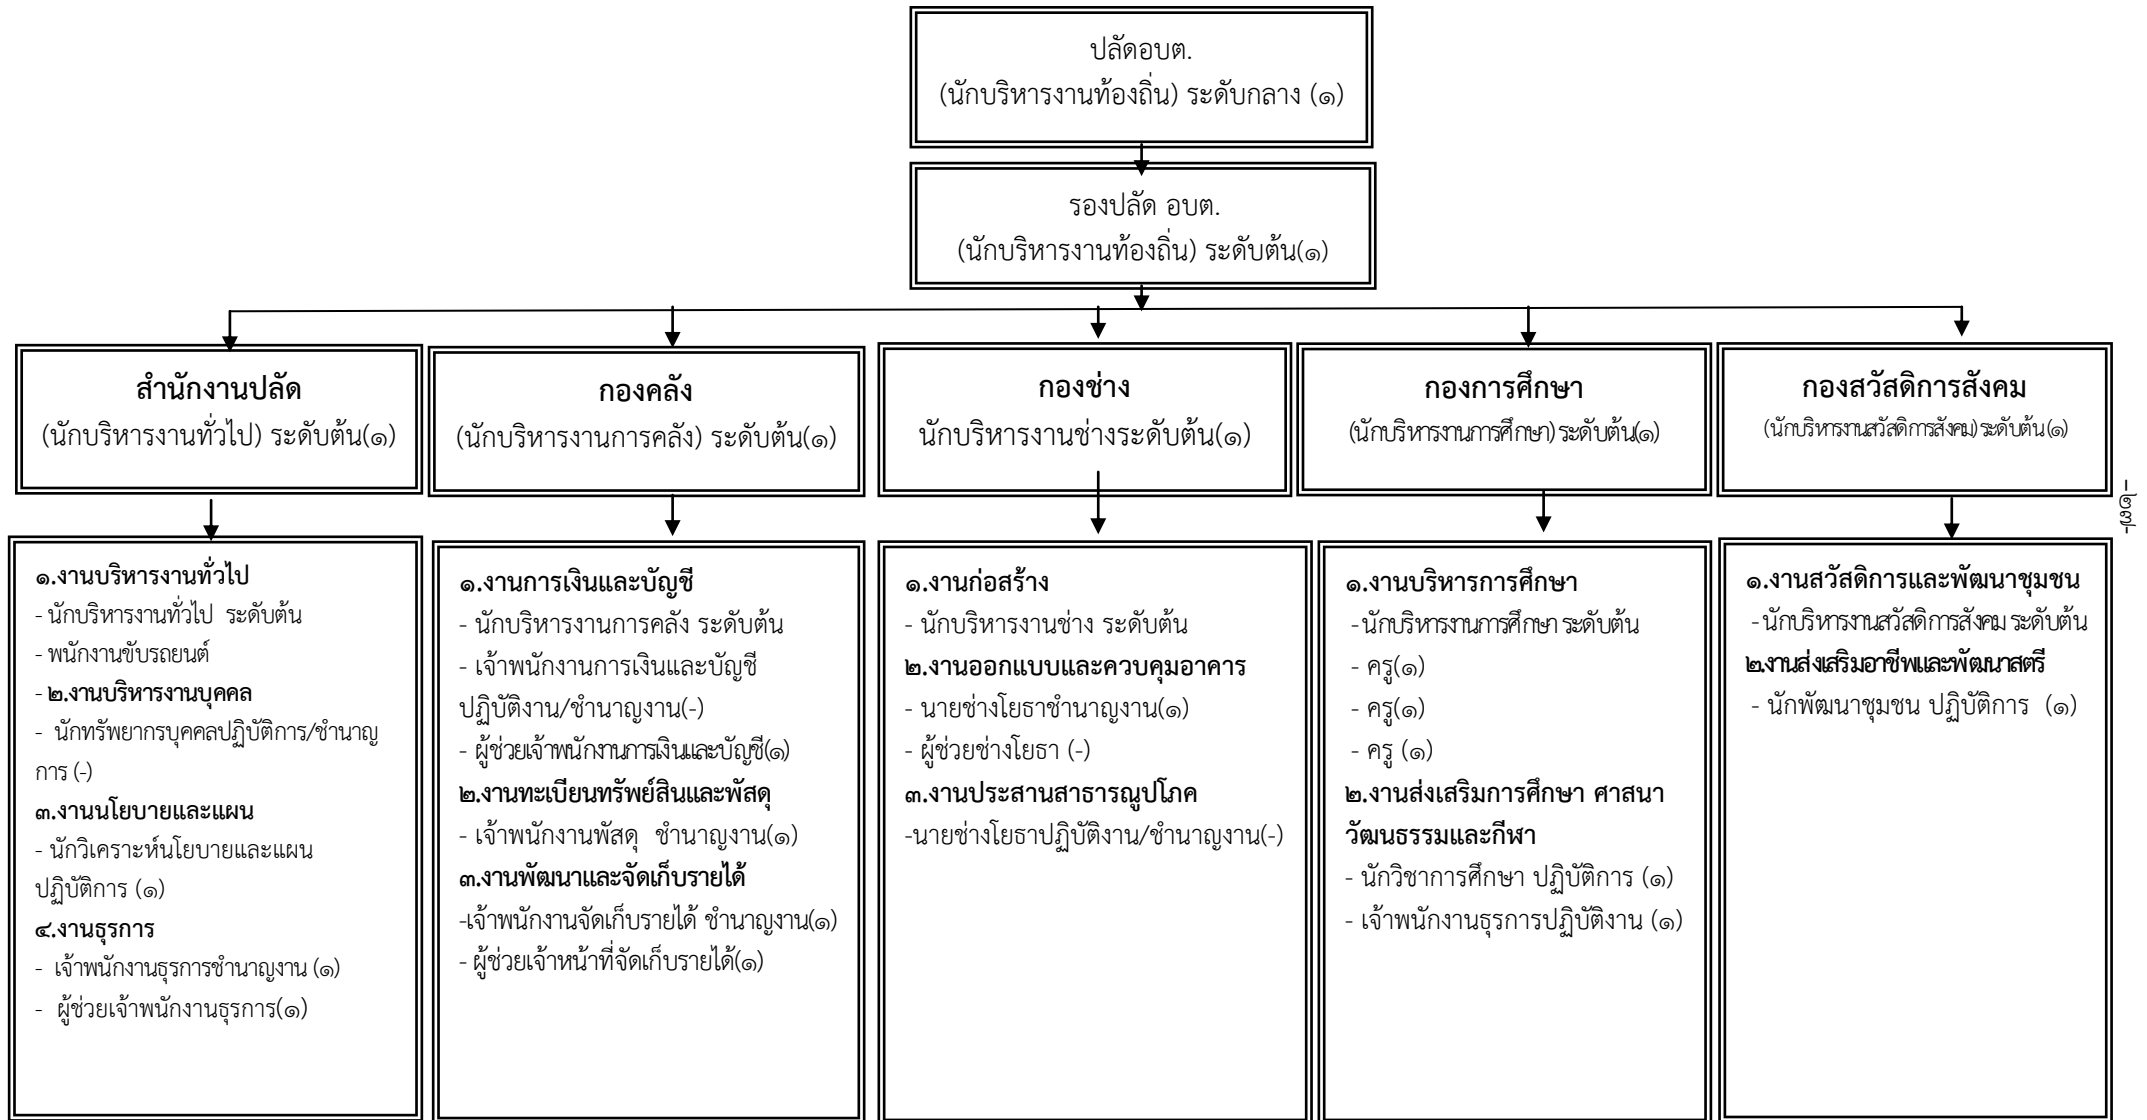 ปลัดอบต.
(นักบริหารงานท้องถิ่น) ระดับกลาง (๑)
รองปลัด อบต.
(นักบริหารงานท้องถิ่น) ระดับต้น(๑)
สำนักงานปลัด
(นักบริหารงานทั่วไป) ระดับต้น(๑)
กองคลัง
(นักบริหารงานการคลัง) ระดับต้น(๑)
กองช่าง
นักบริหารงานช่างระดับต้น(๑)
กองการศึกษา
(นักบริหารงานการศึกษา) ระดับต้น(๑)
กองสวัสดิการสังคม
(นักบริหารงานสวัสดิการสังคม) ระดับต้น(๑)
๑.งานบริหารงานทั่วไป
- นักบริหารงานทั่วไป ระดับต้น
- พนักงานขับรถยนต์
- ๒.งานบริหารงานบุคคล
- นักทรัพยากรบุคคลปฏิบัติการ/ชำนาญ
การ (-)
๓.งานนโยบายและแผน
- นักวิเคราะห์นโยบายและแผน
ปฏิบัติการ (๑)
๔.งานธุรการ
- เจ้าพนักงานธุรการชำนาญงาน (๑)
- ผู้ช่วยเจ้าพนักงานธุรการ(๑)
๑.งานการเงินและบัญชี
- นักบริหารงานการคลัง ระดับต้น
- เจ้าพนักงานการเงินและบัญชี
ปฏิบัติงาน/ชำนาญงาน(-)
- ผู้ช่วยเจ้าพนักงานการเงินและบัญชี(๑)
๒.งานทะเบียนทรัพย์สินและพัสดุ
- เจ้าพนักงานพัสดุ ชำนาญงาน(๑)
๓.งานพัฒนาและจัดเก็บรายได้
-เจ้าพนักงานจัดเก็บรายได้ ชำนาญงาน(๑)
- ผู้ช่วยเจ้าหน้าที่จัดเก็บรายได้(๑)
๑.งานก่อสร้าง
- นักบริหารงานช่าง ระดับต้น
๒.งานออกแบบและควบคุมอาคาร
- นายช่างโยธาชำนาญงาน(๑)
- ผู้ช่วยช่างโยธา (-)
๓.งานประสานสาธารณูปโภค
-นายช่างโยธาปฏิบัติงาน/ชำนาญงาน(-)
๑.งานบริหารการศึกษา
- นักบริหารงานการศึกษา ระดับต้น
- ครู(๑)
- ครู(๑)
- ครู (๑)
๒.งานส่งเสริมการศึกษา ศาสนา
วัฒนธรรมและกีฬา
- นักวิชาการศึกษา ปฏิบัติการ (๑)
- เจ้าพนักงานธุรการปฏิบัติงาน (๑)
๑.งานสวัสดิการและพัฒนาชุมชน
- นักบริหารงานสวัสดิการสังคม ระดับต้น
๒.งานส่งเสริมอาชีพและพัฒนาสตรี
- นักพัฒนาชุมชน ปฏิบัติการ (๑)
-๒๗-